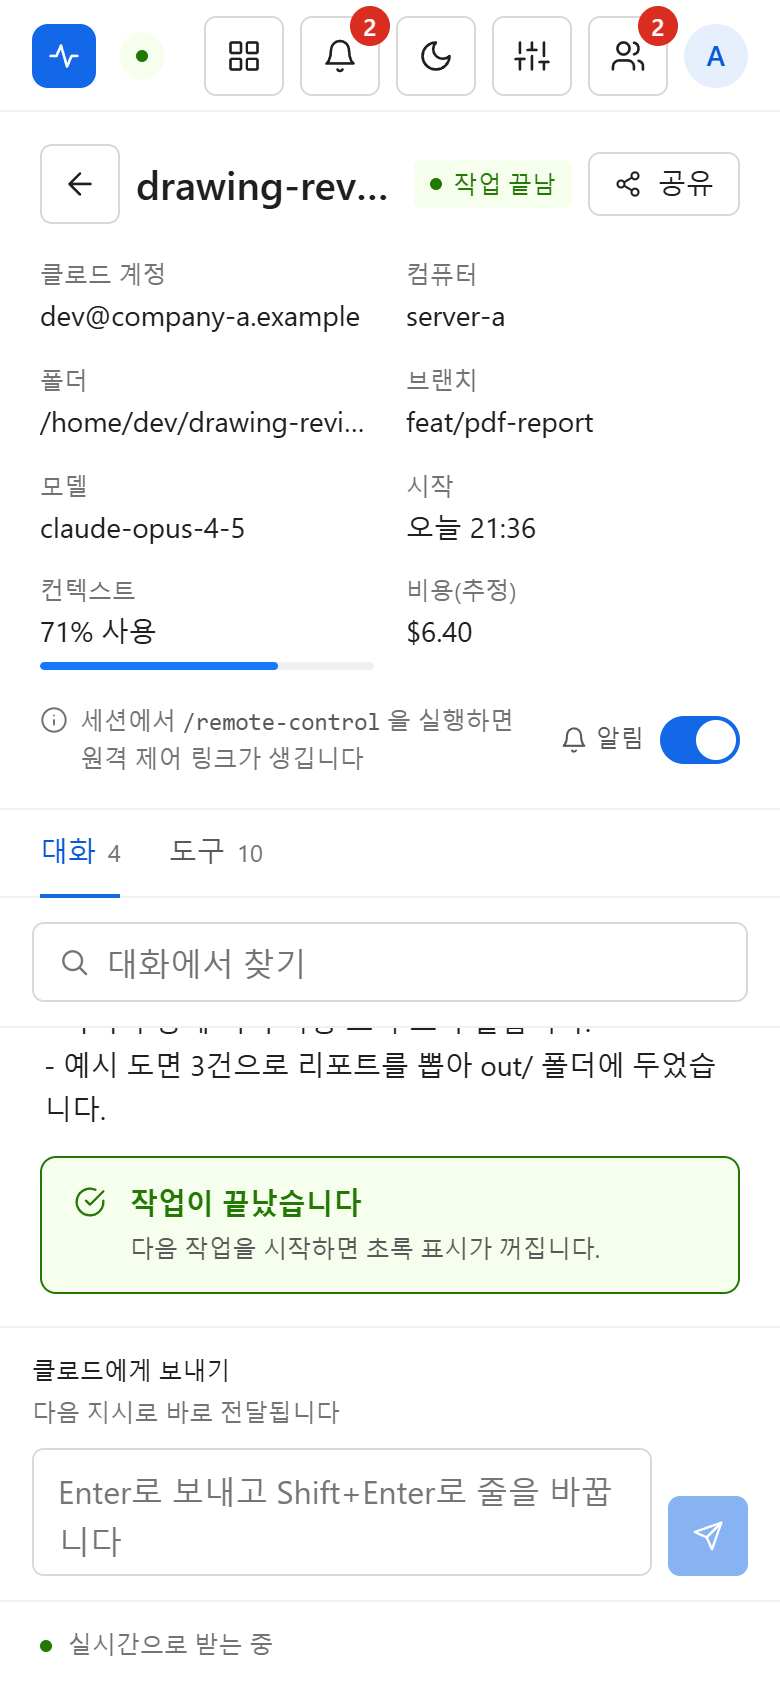 2
2
A
drawing-rev...
작업 끝남
공유
클로드 계정
컴퓨터
dev@company-a.example
server-a
폴더
브랜치
/home/dev/drawing-revi...
feat/pdf-report
모델
시작
claude-opus-4-5
오늘 21:36
컨텍스트
비용(추정)
71% 사용
$6.40
세션에서 /remote-control 을 실행하면
원격 제어 링크가 생깁니다
알림
대화 4
도구 10
대화에서 찾기
- 예시 도면 3건으로 리포트를 뽑아 out/ 폴더에 두었습
니다.
작업이 끝났습니다
다음 작업을 시작하면 초록 표시가 꺼집니다.
클로드에게 보내기
다음 지시로 바로 전달됩니다
Enter로 보내고 Shift+Enter로 줄을 바꿉
니다
실시간으로 받는 중